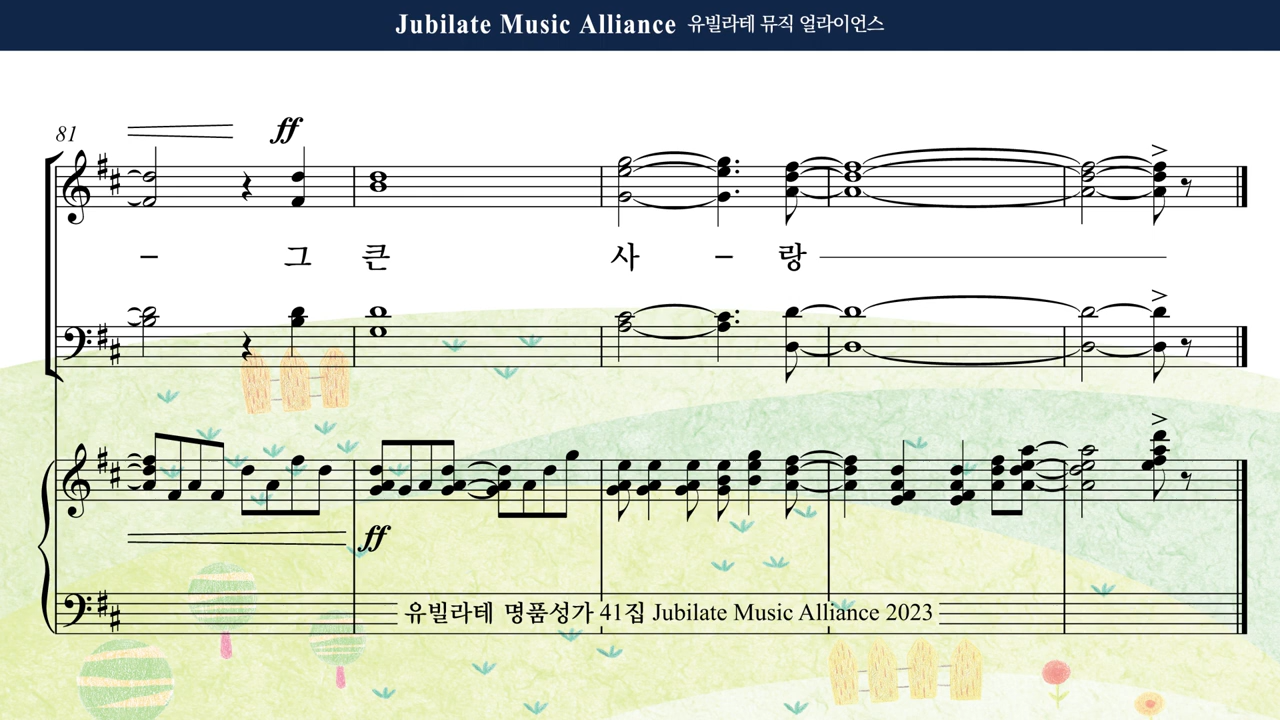 Jubilate Music Alliance 유빌라테 뮤직 얼라이언스
81
ff
– 그 큰 사 – 랑
ff
유빌라테 명품성가 41집 Jubilate Music Alliance 2023